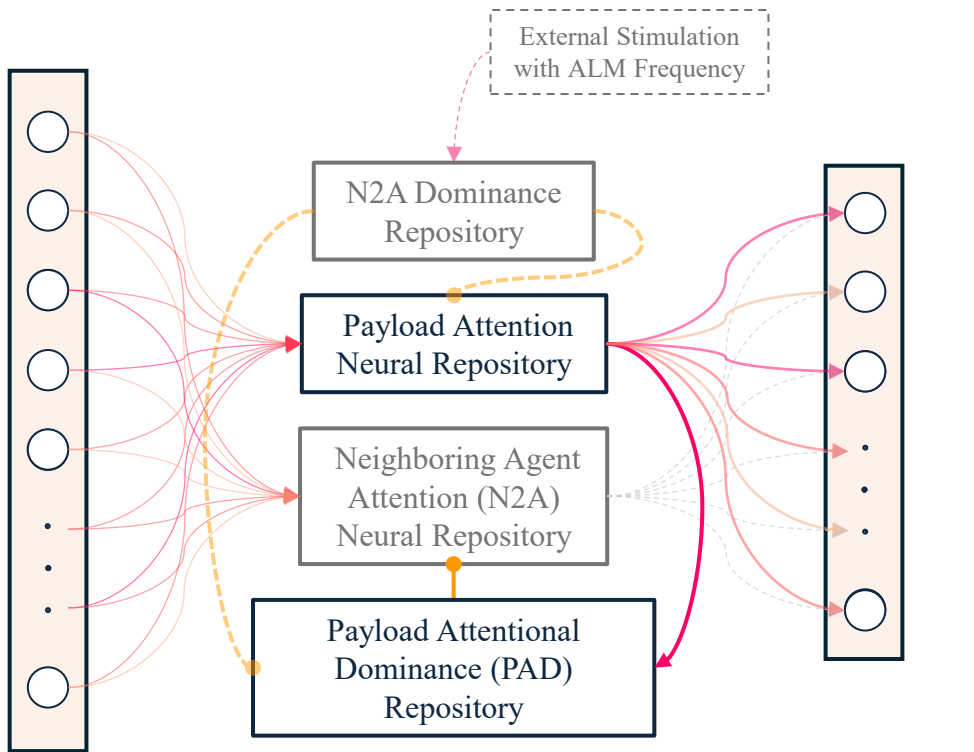 External Stimulation
with ALM Frequency
N2A Dominance
Repository
Payload Attention
Neural Repository
Neighboring Agent
Attention (N2A)
Neural Repository
Payload Attentional
Dominance (PAD)
Repository